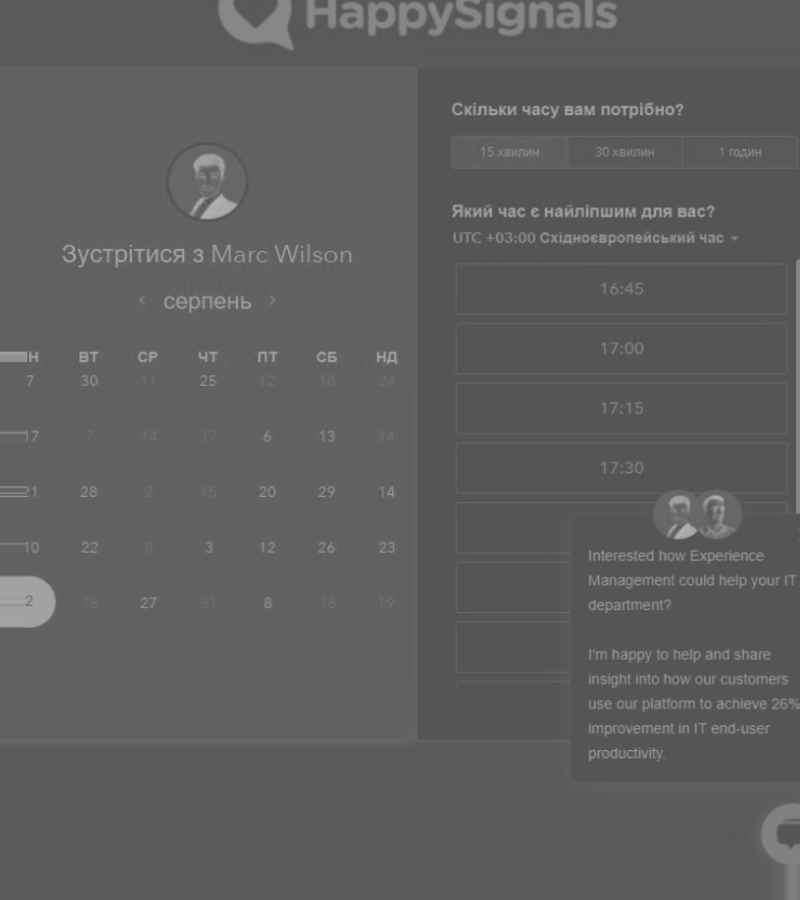 HappySignals
Зустрітися з Marc Wilson
серпень
Н ВТ СР ЧТ ПТ СБ НД
7 30 11 25 12 18 24
17 7 14 17 6 13 14
1 28 2 15 20 29 14
10 22 8 3 12 26 23
2 16 27 31 8 16 19
Скільки часу вам потрібно?
15 хвилин 30 хвилин 1 годин
Який час є найліпшим для вас?
UTC +03:00 Східноєвропейський час
16:45
17:00
17:15
17:30
Interested how Experience
Management could help your IT
department?
I'm happy to help and share
insight into how our customers
use our platform to achieve 26%
improvement in IT end-user
productivity.